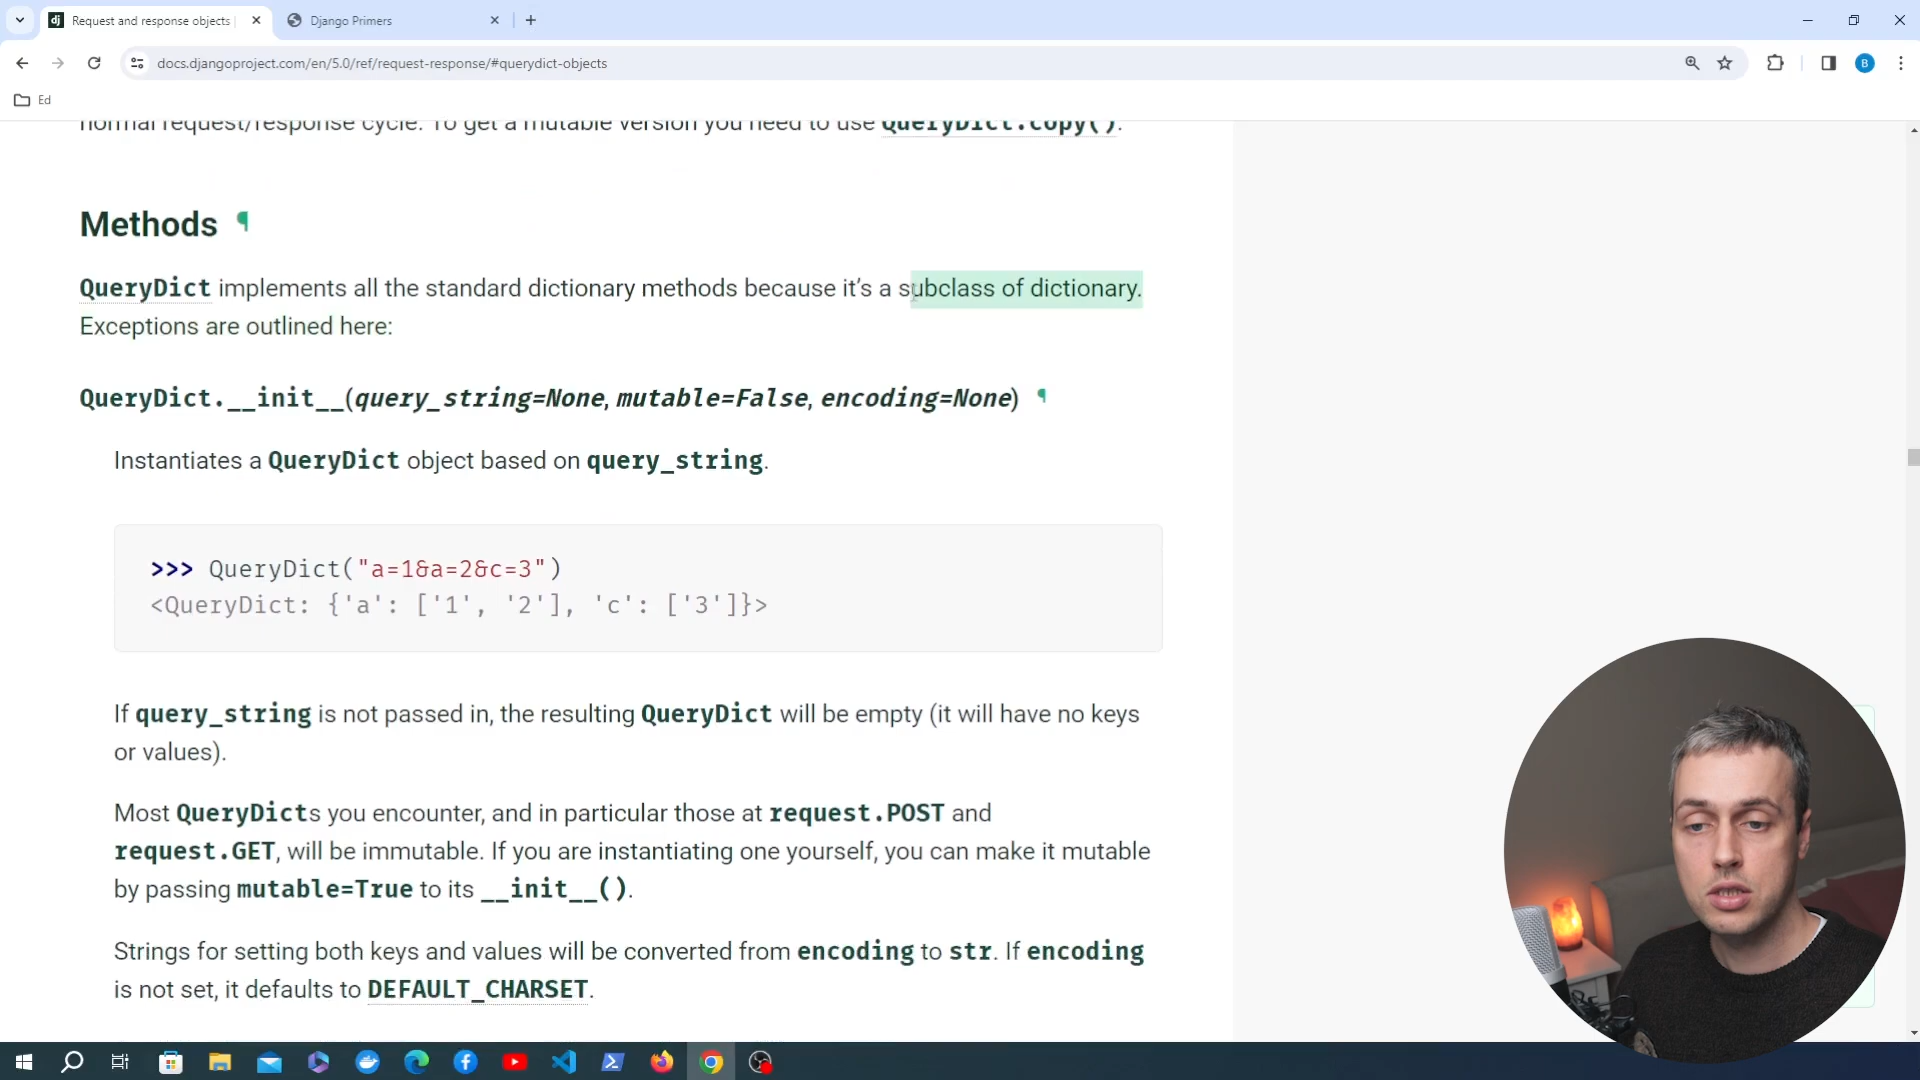 Request and response objects |
Django Primers
docs.djangoproject.com/en/5.0/ref/request-response/#querydict-objects
B
Ed
normal request/response cycle. To get a mutable version you need to use QueryDict.copy().
Methods ¶
QueryDict implements all the standard dictionary methods because it’s a subclass of dictionary.
Exceptions are outlined here:
QueryDict.__init__(query_string=None, mutable=False, encoding=None) ¶
Instantiates a QueryDict object based on query_string.
>>> QueryDict("a=1&a=2&c=3")
<QueryDict: {'a': ['1', '2'], 'c': ['3']}>
If query_string is not passed in, the resulting QueryDict will be empty (it will have no keys
or values).
Most QueryDicts you encounter, and in particular those at request.POST and
request.GET, will be immutable. If you are instantiating one yourself, you can make it mutable
by passing mutable=True to its __init__().
Strings for setting both keys and values will be converted from encoding to str. If encoding
is not set, it defaults to DEFAULT_CHARSET.